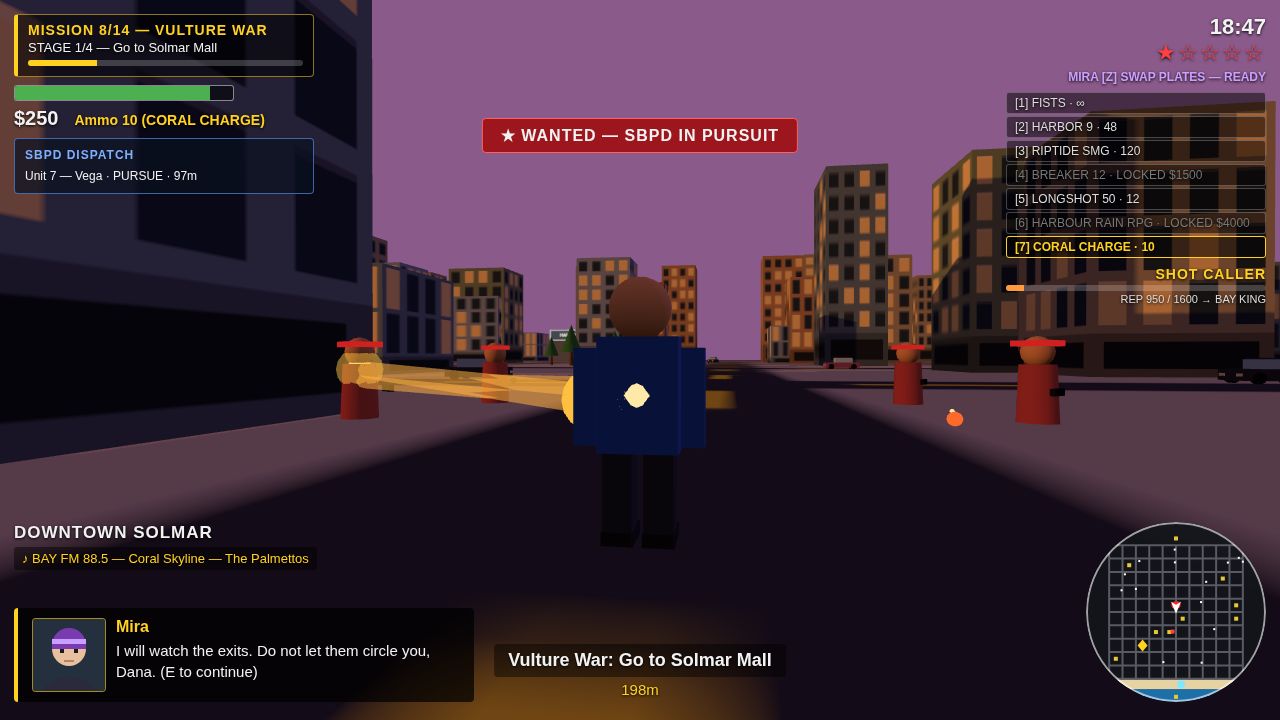 MISSION 8/14 — VULTURE WAR
STAGE 1/4 — Go to Solmar Mall
$250 Ammo 10 (CORAL CHARGE)
SBPD DISPATCH
Unit 7 — Vega · PURSUE · 97m
★ WANTED — SBPD IN PURSUIT
18:47
★☆☆☆☆
MIRA [Z] SWAP PLATES — READY
[1] FISTS · ∞
[2] HARBOR 9 · 48
[3] RIPTIDE SMG · 120
[4] BREAKER 12 · LOCKED $1500
[5] LONGSHOT 50 · 12
[6] HARBOUR RAIN RPG · LOCKED $4000
[7] CORAL CHARGE · 10
SHOT CALLER
REP 950 / 1600 → BAY KING
DOWNTOWN SOLMAR
♪ BAY FM 88.5 — Coral Skyline — The Palmettos
Mira
I will watch the exits. Do not let them circle you,
Dana. (E to continue)
Vulture War: Go to Solmar Mall
198m